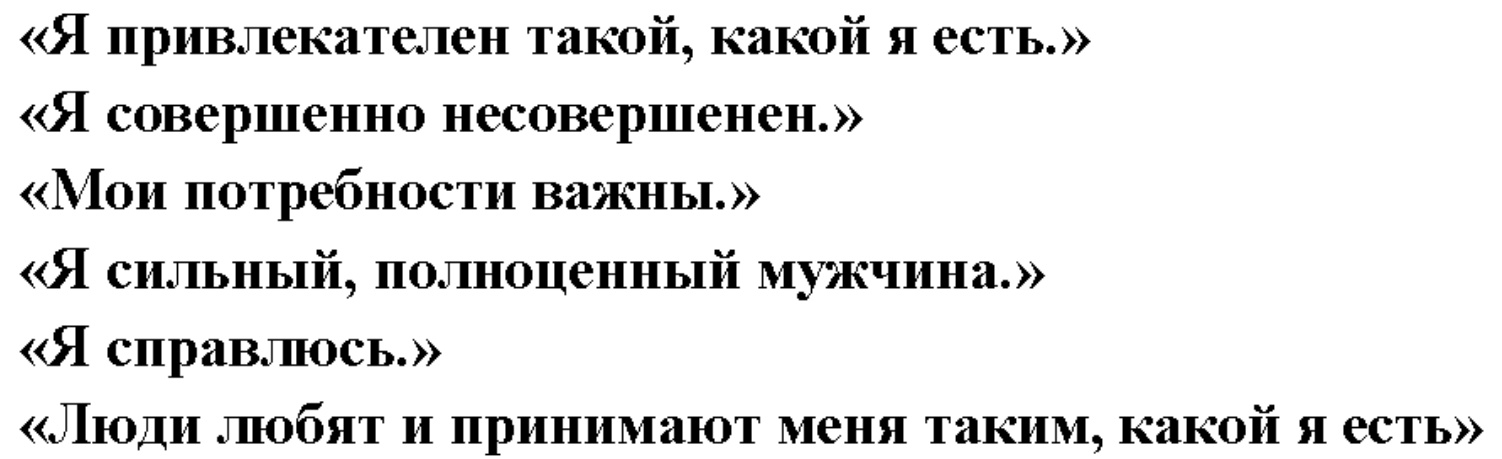 «Я привлекателен такой, какой я есть.»
«Я совершенно несовершенен.»
«Мои потребности важны.»
«Я сильный, полноценный мужчина.»
«Я справлюсь.»
«Люди любят и принимают меня таким, какой я есть»